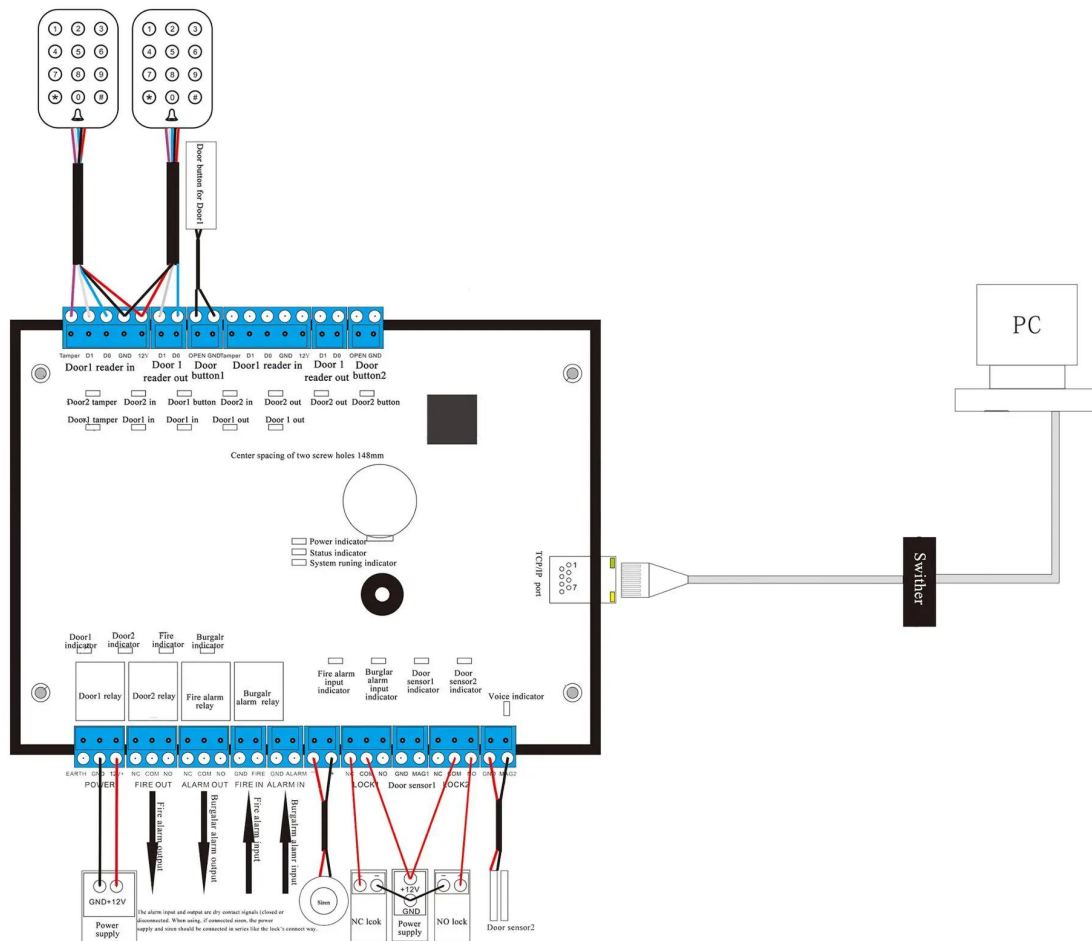 1 2 3
4 5 6
7 8 9
* 0 #
1 2 3
4 5 6
7 8 9
* 0 #
Door button for Door1
Tamper D1 D0 GND 12V D1 D0 OPEN GND Tamper D1 D0 GND 12V D1 D0 OPEN GND
Door1 reader in
Door 1
reader out
Door
button1
Door1 reader in
Door 1
reader out
Door
button2
Door2 tamper Door2 in Door1 button Door2 in Door2 out Door2 out Door2 button
Door1 tamper Door1 in Door1 in Door1 out Door 1 out
Center spacing of two screw holes 148mm
Power indicator
Status indicator
System runing indicator
TCP/IP port
1
7
PC
Swither
Door1
indicator
Door2
indicator
Fire
indicator
Burgalr
indicator
Fire alarm
input
indicator
Burglar
alarm
input
indicator
Door
sensor1
indicator
Door
sensor2
indicator
Voice indicator
Door1 relay
Door2 relay
Fire alarm
relay
Burgalr
alarm relay
EARTH GND 12V+ NC COM NO NC COM NO GND FIRE GND ALARM - + NC COM NO GND MAG1 NC COM NO GND MAG2
POWER FIRE OUT ALARM OUT FIRE IN ALARM IN LOCK1 Door sensor1 LOCK2
Fire alarm output
Burgalar alarm output
Fire alarm input
Burgalrm alamr input
GND+12V
Power
supply
The alarm input and output are dry contact signals (closed or
disconnected. When using, if connected siren, the power
supply and siren should be connected in series like the lock's connect way.
Siren
+ -
NC lcok
+12V
GND
Power
supply
- +
NO lock
Door sensor2